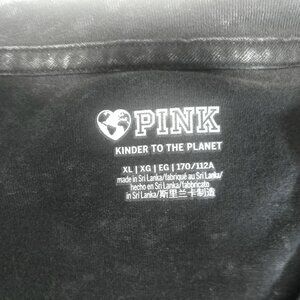 PINK
KINDER TO THE PLANET
XL | XG | EG | 170/112A
made in Sri Lanka/fabriqué au Sri Lanka/
hecho en Sri Lanka/fabbricato
in Sri Lanka/斯里兰卡制造